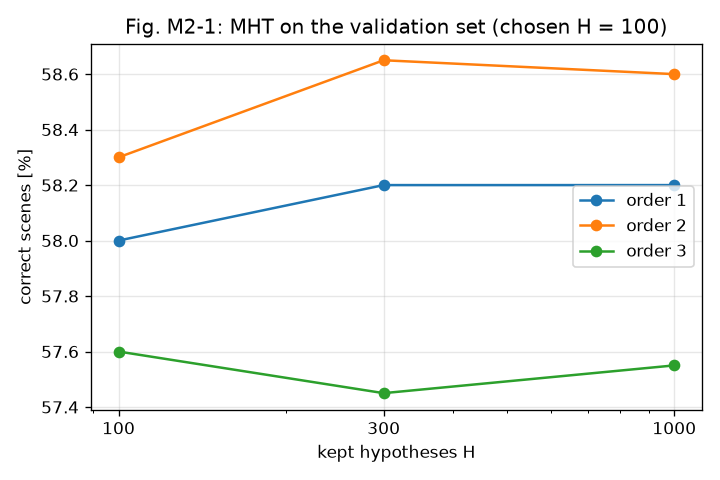 Fig. M2-1: MHT on the validation set (chosen H = 100)
correct scenes [%]
58.6
58.4
58.2
58.0
57.8
57.6
57.4
order 1
order 2
order 3
100 300 1000
kept hypotheses H